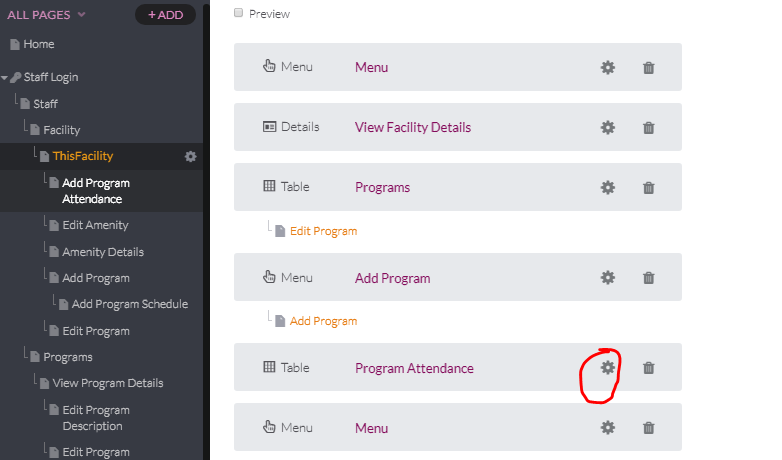 ALL PAGES
+ ADD
Home
Staff Login
Staff
Facility
ThisFacility
Add Program
Attendance
Edit Amenity
Amenity Details
Add Program
Add Program Schedule
Edit Program
Programs
View Program Details
Edit Program
Description
Edit Program
Preview
Menu Menu
Details View Facility Details
Table Programs
Edit Program
Menu Add Program
Add Program
Table Program Attendance
Menu Menu